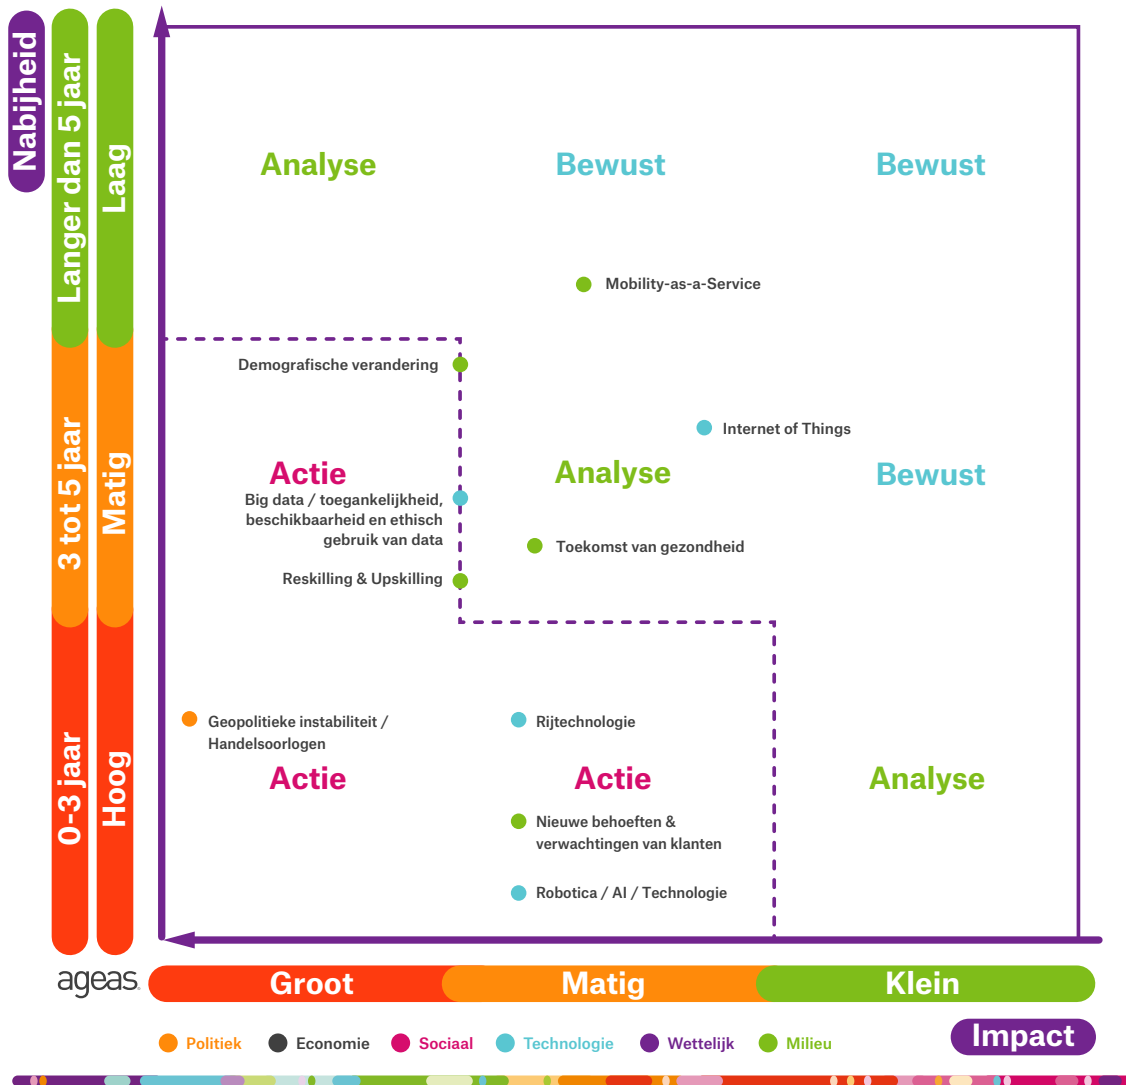 Nabijheid
Langer dan 5 jaar
Laag
3 tot 5 jaar
Matig
0-3 jaar
Hoog
Analyse
Bewust
Bewust
Mobility-as-a-Service
Demografische verandering
Internet of Things
Actie
Analyse
Bewust
Big data / toegankelijkheid,
beschikbaarheid en ethisch
gebruik van data
Toekomst van gezondheid
Reskilling & Upskilling
Geopolitieke instabiliteit /
Handelsoorlogen
Rijtechnologie
Actie
Actie
Analyse
Nieuwe behoeften &
verwachtingen van klanten
Robotica / AI / Technologie
ageas
Groot
Matig
Klein
Impact
Politiek
Economie
Sociaal
Technologie
Wettelijk
Milieu